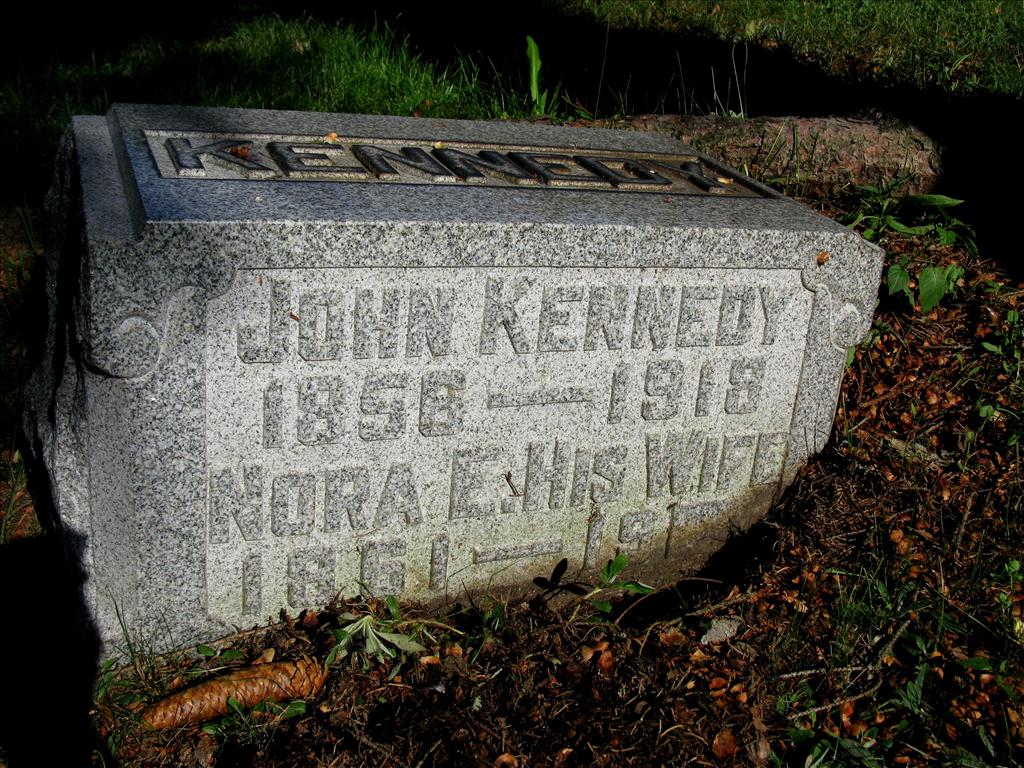 KENNEDY
JOHN KENNEDY
1856 — 1918
NORA E. HIS WIFE
1861 —